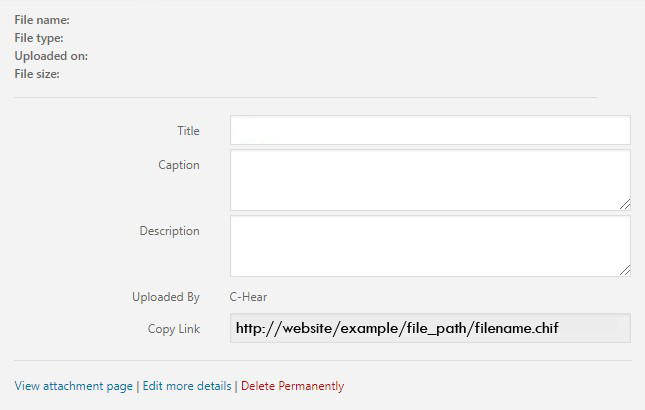 File name:
File type:
Uploaded on:
File size:
Title
Caption
Description
Uploaded By C-Hear
Copy Link http://website/example/file_path/filename.chif
View attachment page | Edit more details | Delete Permanently